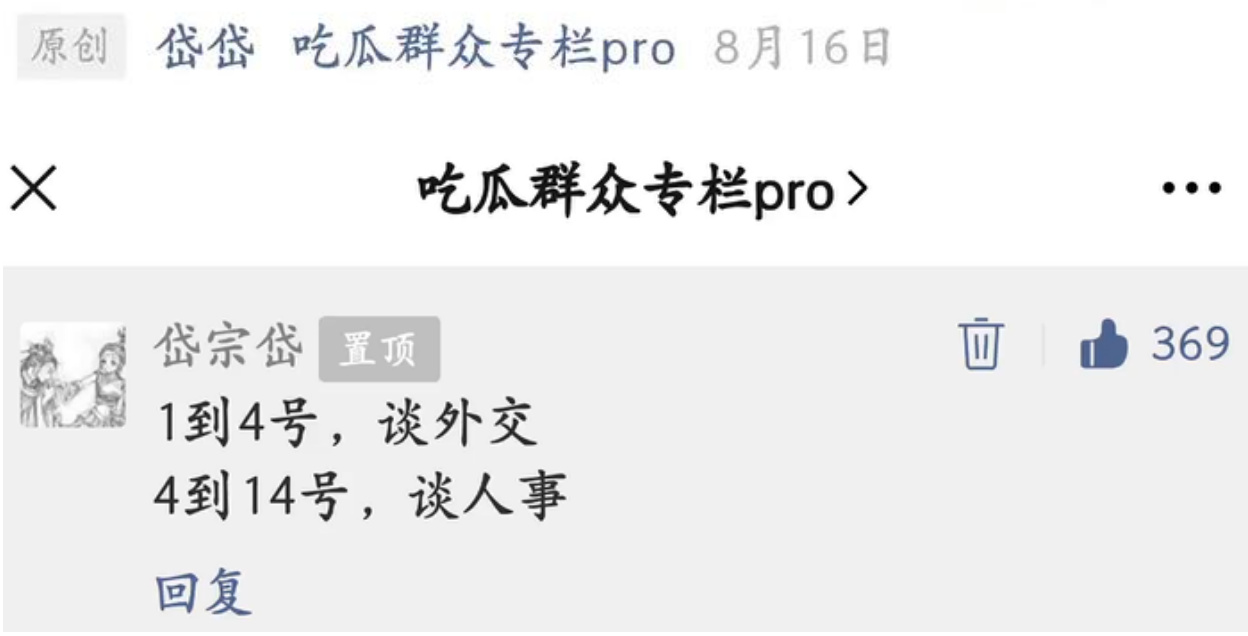 原创 岱岱 吃瓜群众专栏pro 8月16日
吃瓜群众专栏pro
岱宗岱 置顶 369
1到4号，谈外交
4到14号，谈人事
回复